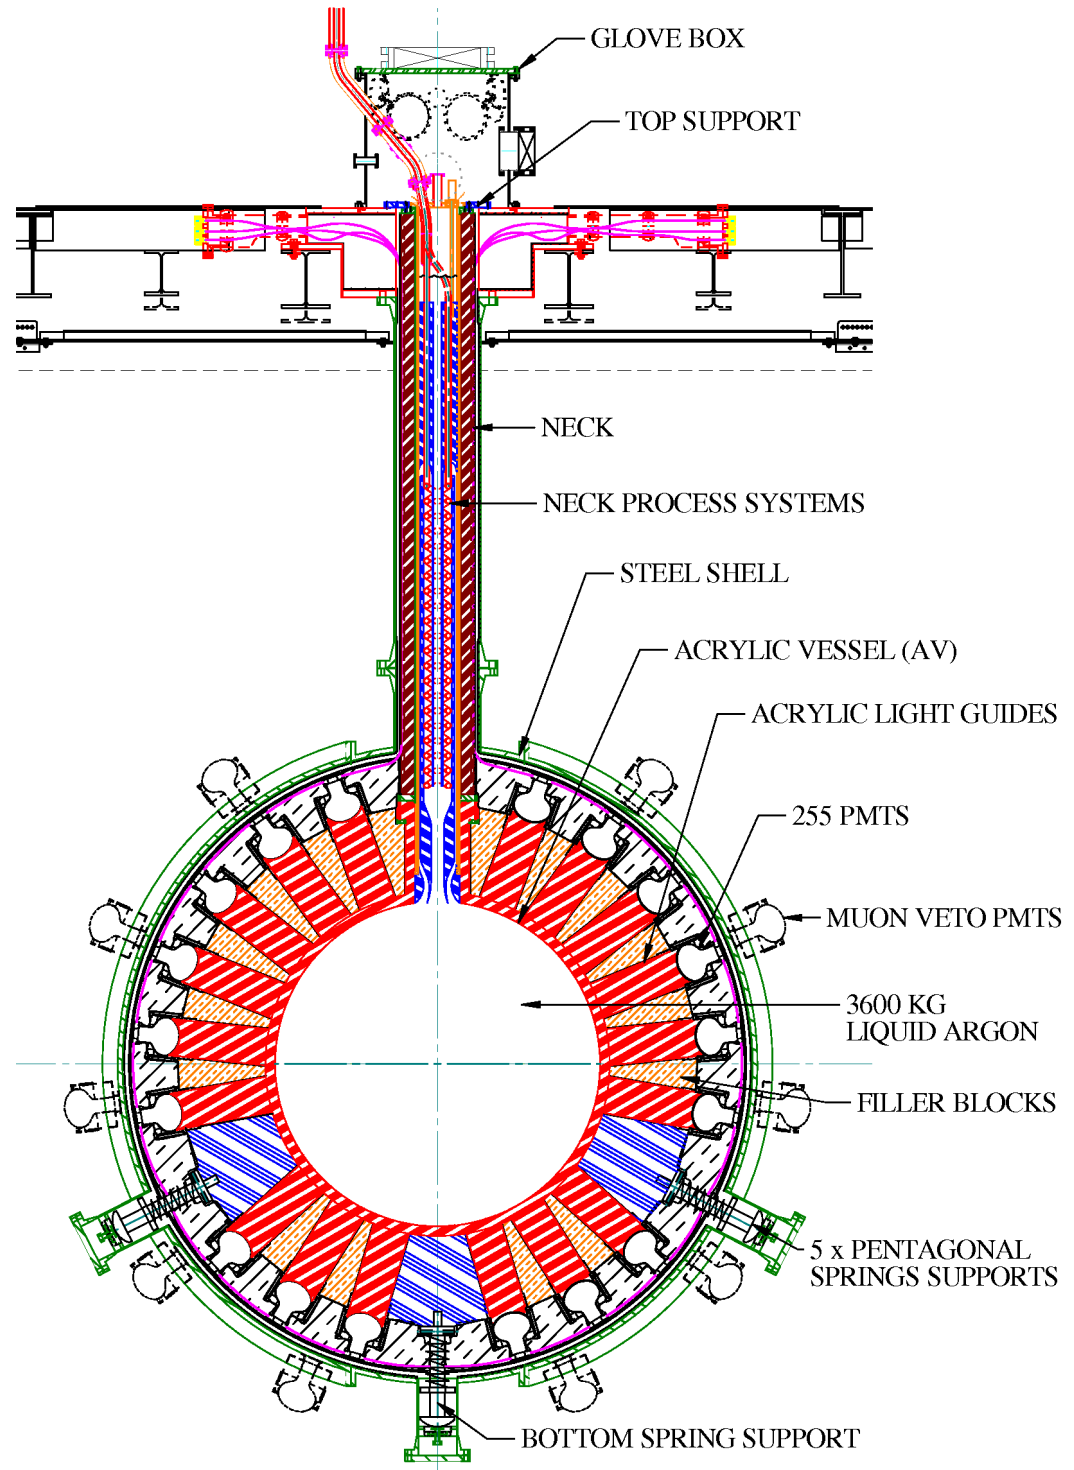 GLOVE BOX
TOP SUPPORT
NECK
NECK PROCESS SYSTEMS
STEEL SHELL
ACRYLIC VESSEL (AV)
ACRYLIC LIGHT GUIDES
255 PMTS
MUON VETO PMTS
3600 KG
LIQUID ARGON
FILLER BLOCKS
5 x PENTAGONAL
SPRINGS SUPPORTS
BOTTOM SPRING SUPPORT